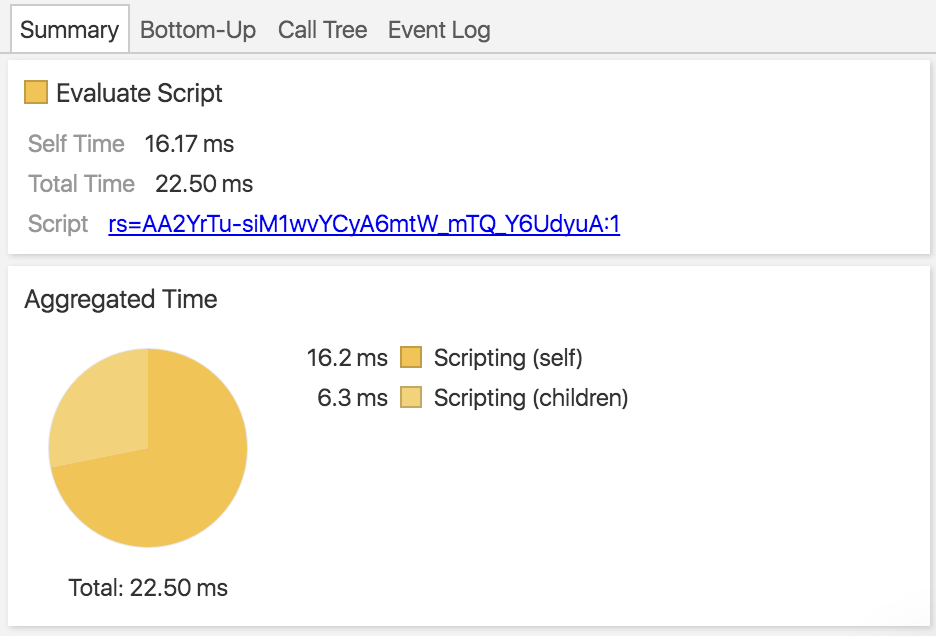 Summary Bottom-Up Call Tree Event Log
Evaluate Script
Self Time 16.17 ms
Total Time 22.50 ms
Script rs=AA2YrTu-siM1wvYCyA6mtW_mTQ_Y6UdyuA:1
Aggregated Time
16.2 ms Scripting (self)
6.3 ms Scripting (children)
Total: 22.50 ms